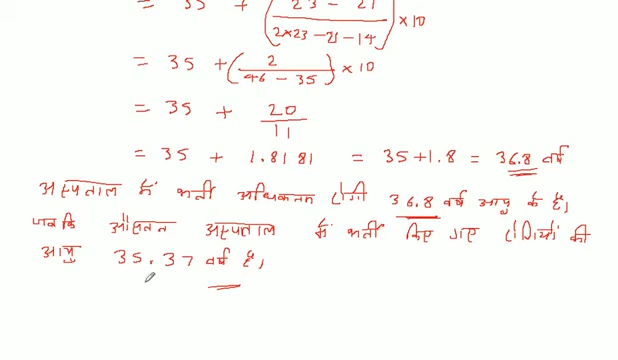 = 35 + (23 - 21 / 2×23 - 21 - 14) × 10
= 35 + (2 / 46 - 35) × 10
= 35 + 20/11
= 35 + 1.8181 = 35 + 1.8 = 36.8 वर्ष
अस्पताल में भर्ती अधिकतम रोगी 36.8 वर्ष आयु के हैं,
जबकि औसतन अस्पताल में भर्ती किए गए रोगियों की
आयु 35.37 वर्ष है,